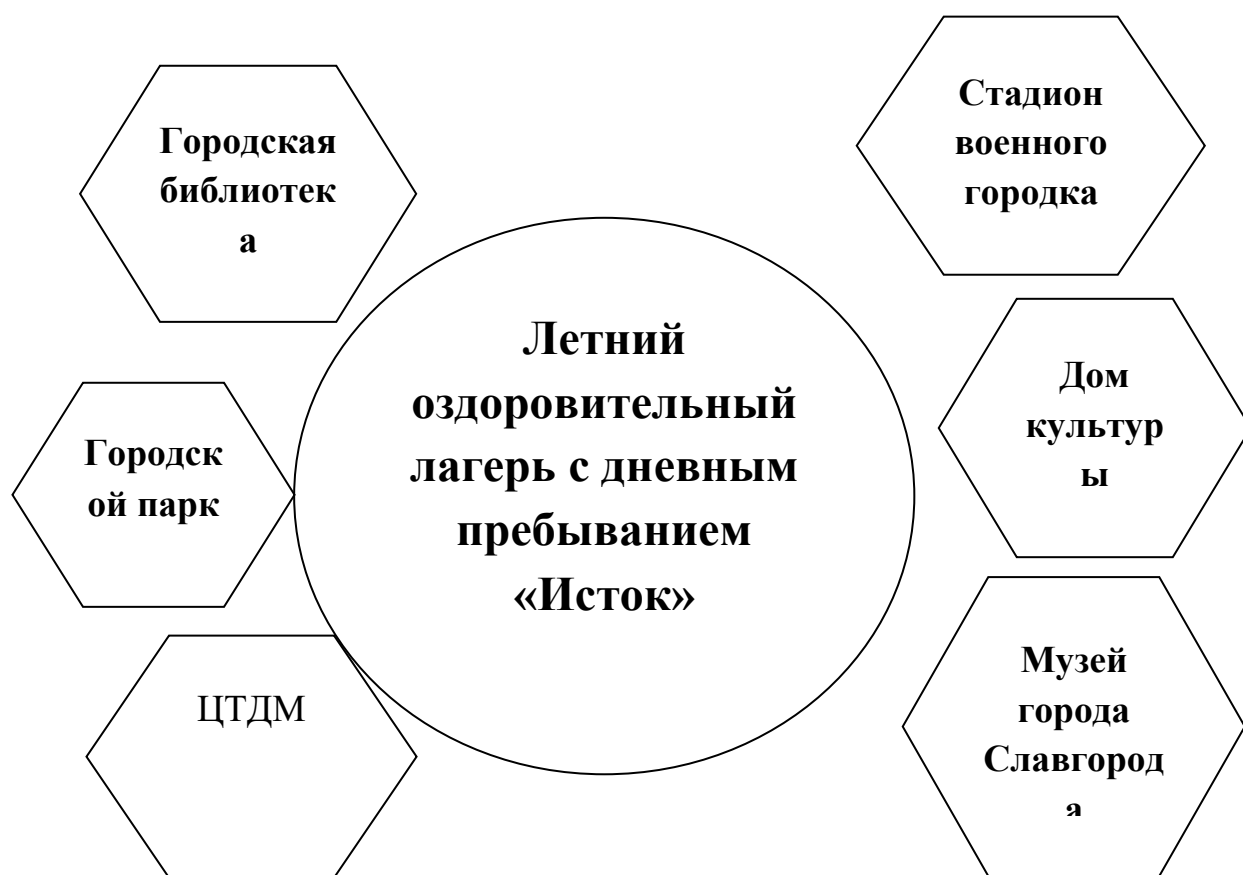 Городская
библиотек
а
Стадион
военного
городка
Летний
оздоровительный
лагерь с дневным
пребыванием
«Исток»
Дом
культур
ы
Городск
ой парк
ЦТДМ
Музей
города
Славгород
а